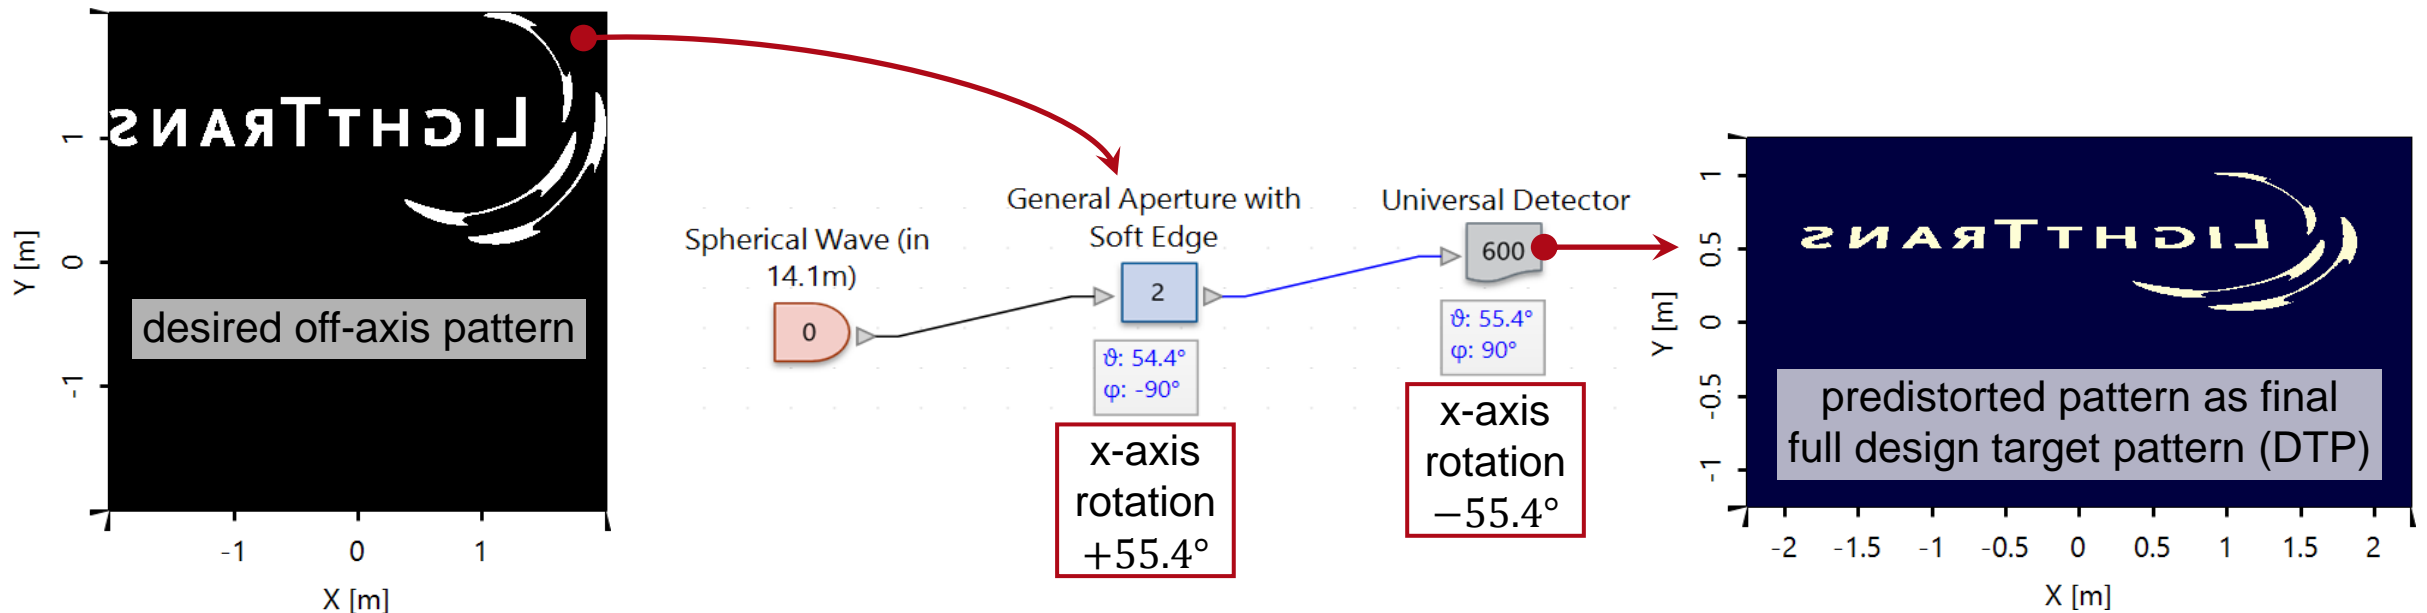 LIGHTTRANS
1
0
-1
Y [m]
-1
0
1
X [m]
desired off-axis pattern
Spherical Wave (in
14.1m)
0
General Aperture with
Soft Edge
2
ϑ: 54.4°
φ: -90°
x-axis
rotation
+55.4°
Universal Detector
600
ϑ: 55.4°
φ: 90°
x-axis
rotation
−55.4°
LIGHTTRANS
1
0.5
0
-0.5
-1
Y [m]
predistorted pattern as final
full design target pattern (DTP)
-2
-1.5
-1
-0.5
0
0.5
1
1.5
2
X [m]